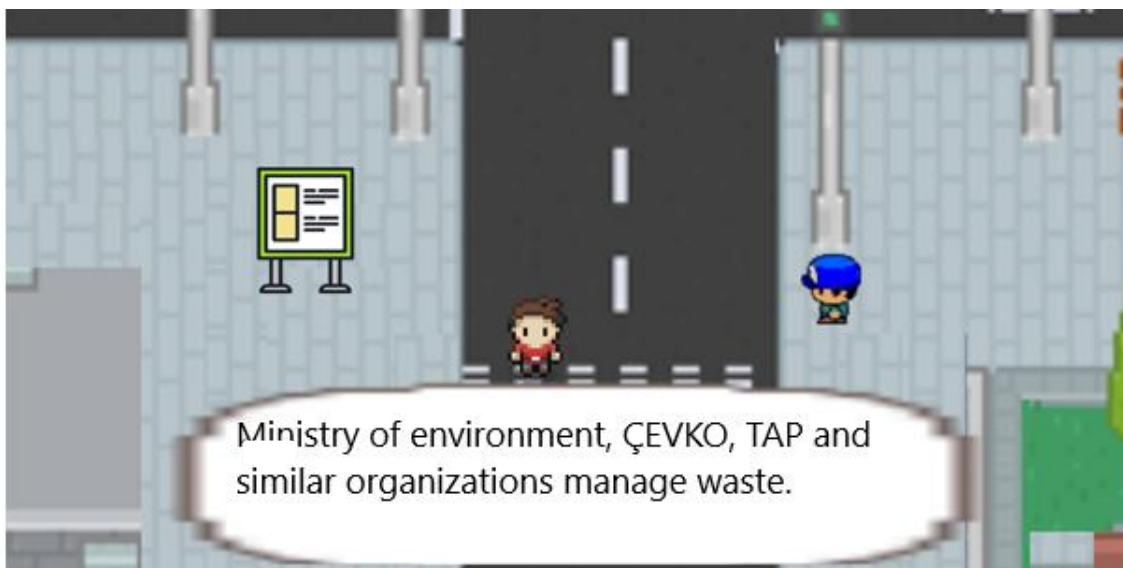 Ministry of environment, ÇEVKO, TAP and
similar organizations manage waste.